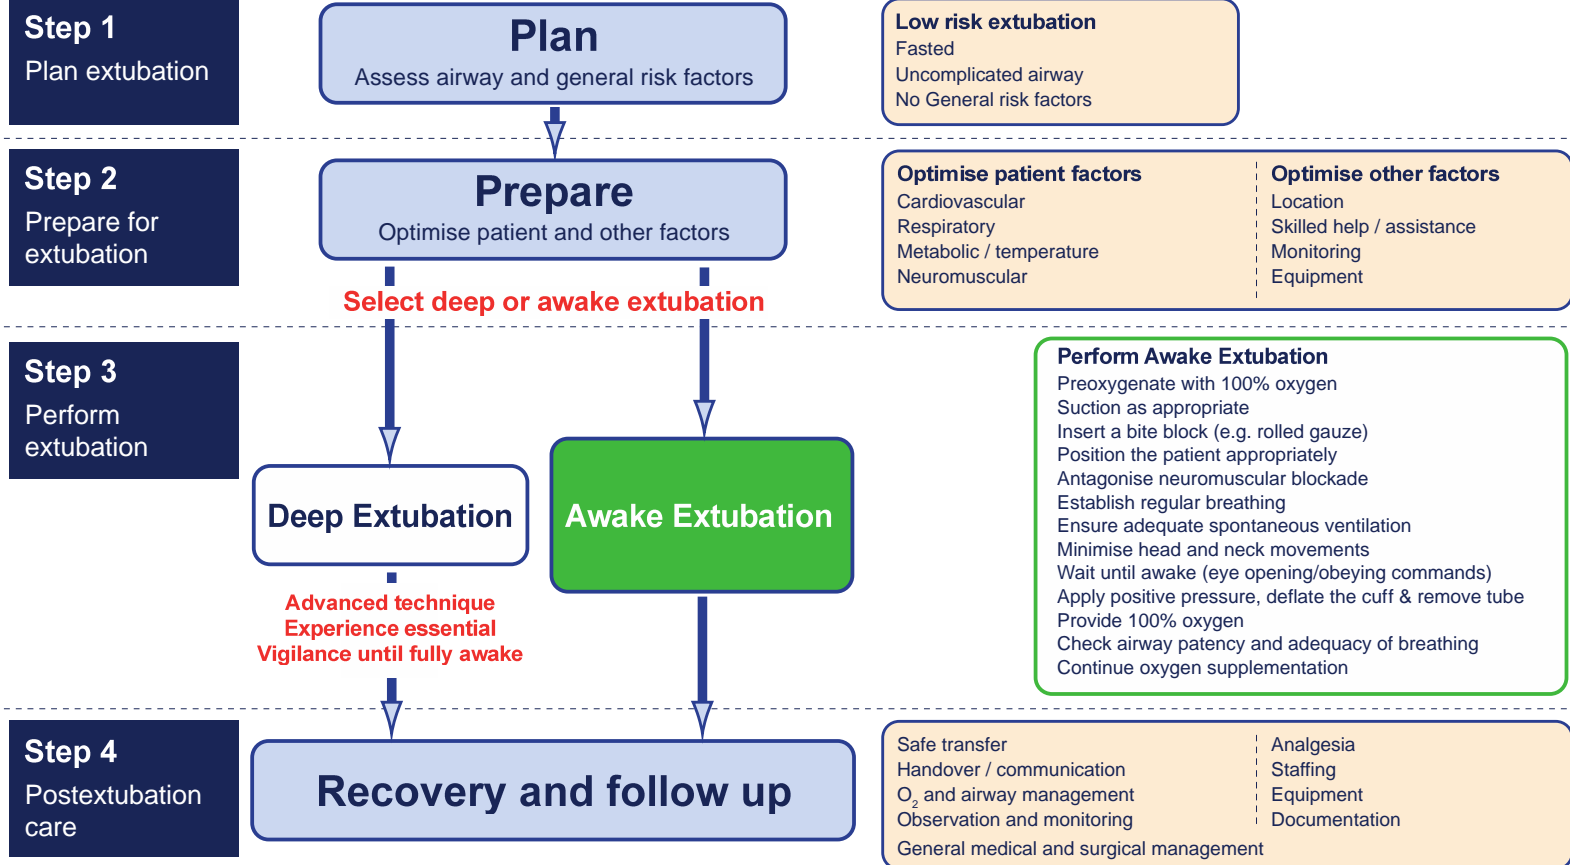 Step 1
Plan extubation
Plan
Assess airway and general risk factors
Low risk extubation
Fasted
Uncomplicated airway
No General risk factors
Step 2
Prepare for
extubation
Prepare
Optimise patient and other factors
Optimise patient factors
Cardiovascular
Respiratory
Metabolic / temperature
Neuromuscular
Optimise other factors
Location
Skilled help / assistance
Monitoring
Equipment
Select deep or awake extubation
Step 3
Perform
extubation
Deep Extubation
Awake Extubation
Advanced technique
Experience essential
Vigilance until fully awake
Perform Awake Extubation
Preoxygenate with 100% oxygen
Suction as appropriate
Insert a bite block (e.g. rolled gauze)
Position the patient appropriately
Antagonise neuromuscular blockade
Establish regular breathing
Ensure adequate spontaneous ventilation
Minimise head and neck movements
Wait until awake (eye opening/obeying commands)
Apply positive pressure, deflate the cuff & remove tube
Provide 100% oxygen
Check airway patency and adequacy of breathing
Continue oxygen supplementation
Step 4
Postextubation
care
Recovery and follow up
Safe transfer
Handover / communication
O₂ and airway management
Observation and monitoring
General medical and surgical management
Analgesia
Staffing
Equipment
Documentation